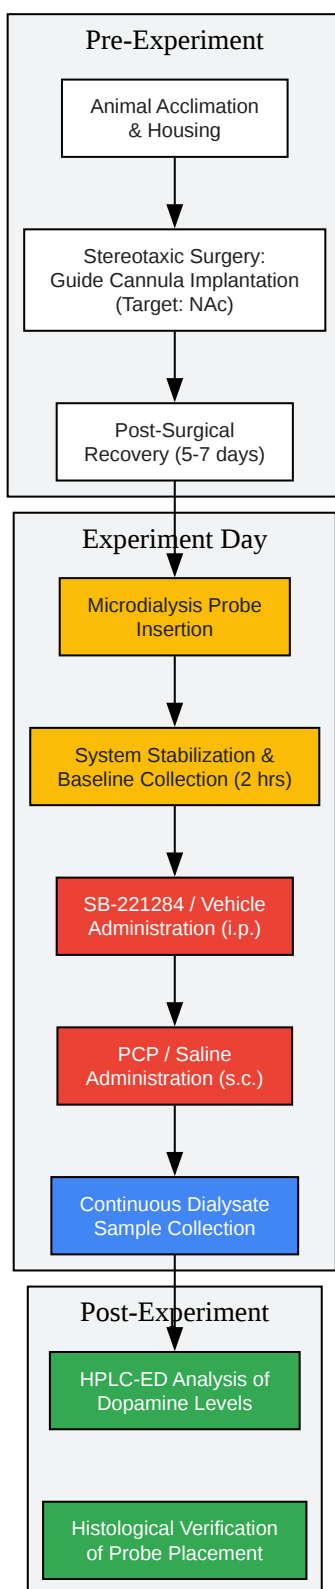 Pre-Experiment
Animal Acclimation
& Housing
Stereotaxic Surgery:
Guide Cannula Implantation
(Target: NAc)
Post-Surgical
Recovery (5-7 days)
Experiment Day
Microdialysis Probe
Insertion
System Stabilization &
Baseline Collection (2 hrs)
SB-221284 / Vehicle
Administration (i.p.)
PCP / Saline
Administration (s.c.)
Continuous Dialysate
Sample Collection
Post-Experiment
HPLC-ED Analysis of
Dopamine Levels
Histological Verification
of Probe Placement